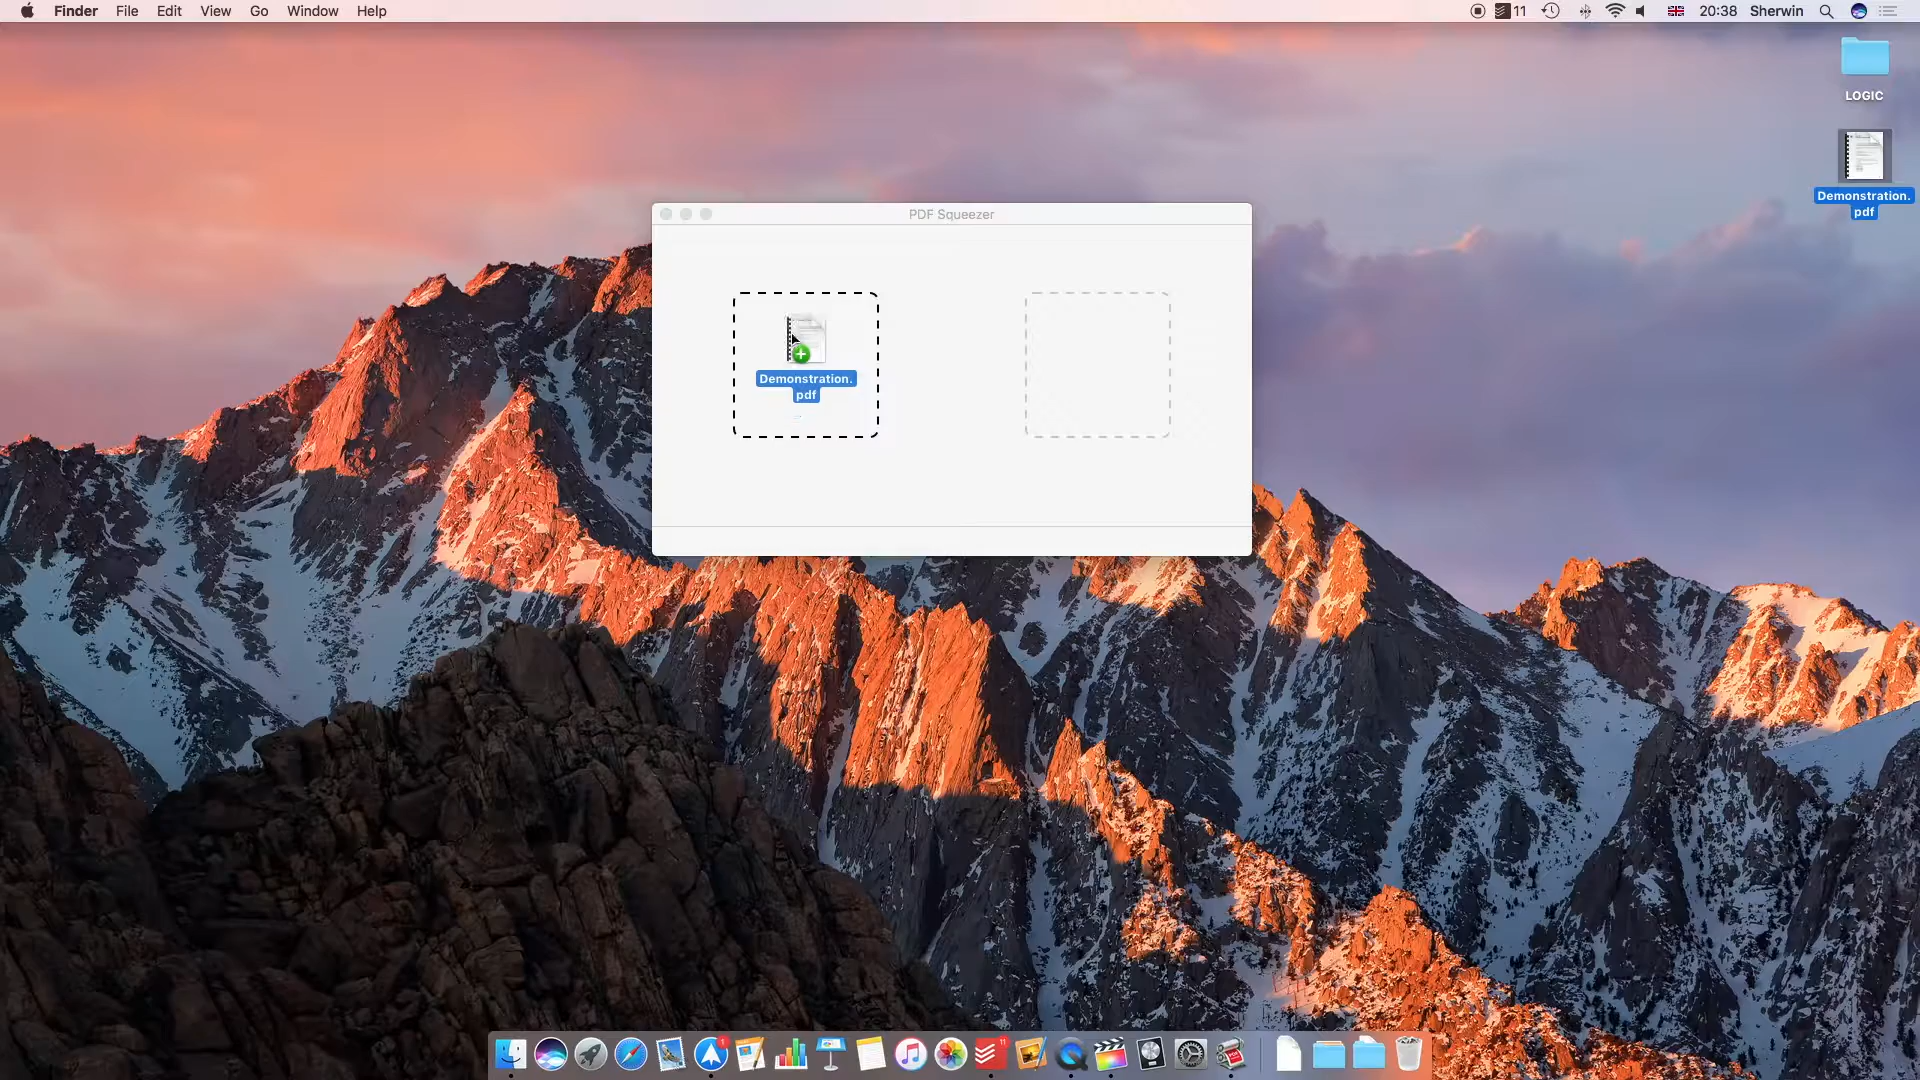 Finder File Edit View Go Window Help
11 20:38 Sherwin
LOGIC
Demonstration.
pdf
PDF Squeezer
Demonstration.
pdf